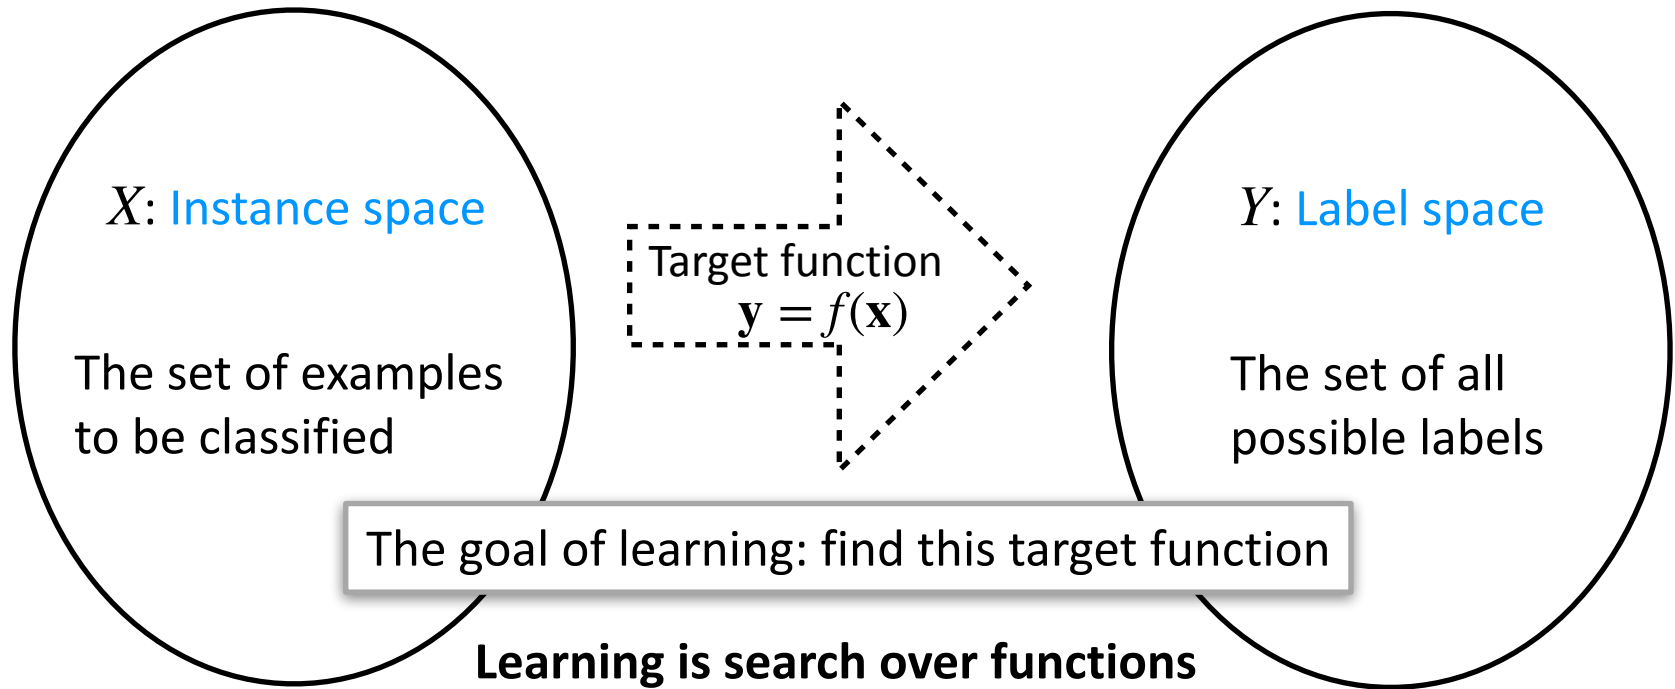 X: Instance space
The set of examples
to be classified
Target function
y = f(x)
Y: Label space
The set of all
possible labels
The goal of learning: find this target function
Learning is search over functions